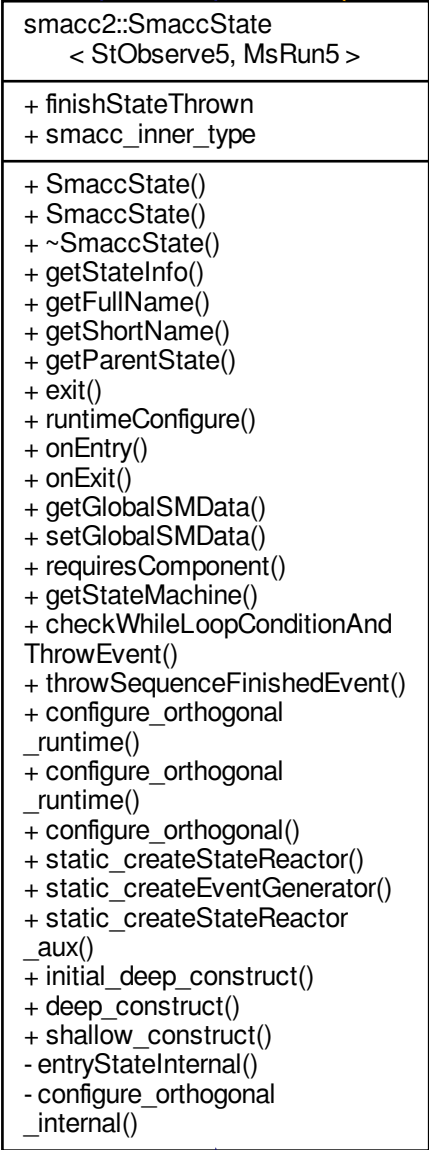 smacc2::SmaccState
< StObserve5, MsRun5 >
+ finishStateThrown
+ smacc_inner_type
+ SmaccState()
+ SmaccState()
+ ~SmaccState()
+ getStateInfo()
+ getFullName()
+ getShortName()
+ getParentState()
+ exit()
+ runtimeConfigure()
+ onEntry()
+ onExit()
+ getGlobalSMData()
+ setGlobalSMData()
+ requiresComponent()
+ getStateMachine()
+ checkWhileLoopConditionAnd
ThrowEvent()
+ throwSequenceFinishedEvent()
+ configure_orthogonal
_runtime()
+ configure_orthogonal
_runtime()
+ configure_orthogonal()
+ static_createStateReactor()
+ static_createEventGenerator()
+ static_createStateReactor
_aux()
+ initial_deep_construct()
+ deep_construct()
+ shallow_construct()
- entryStateInternal()
- configure_orthogonal
_internal()